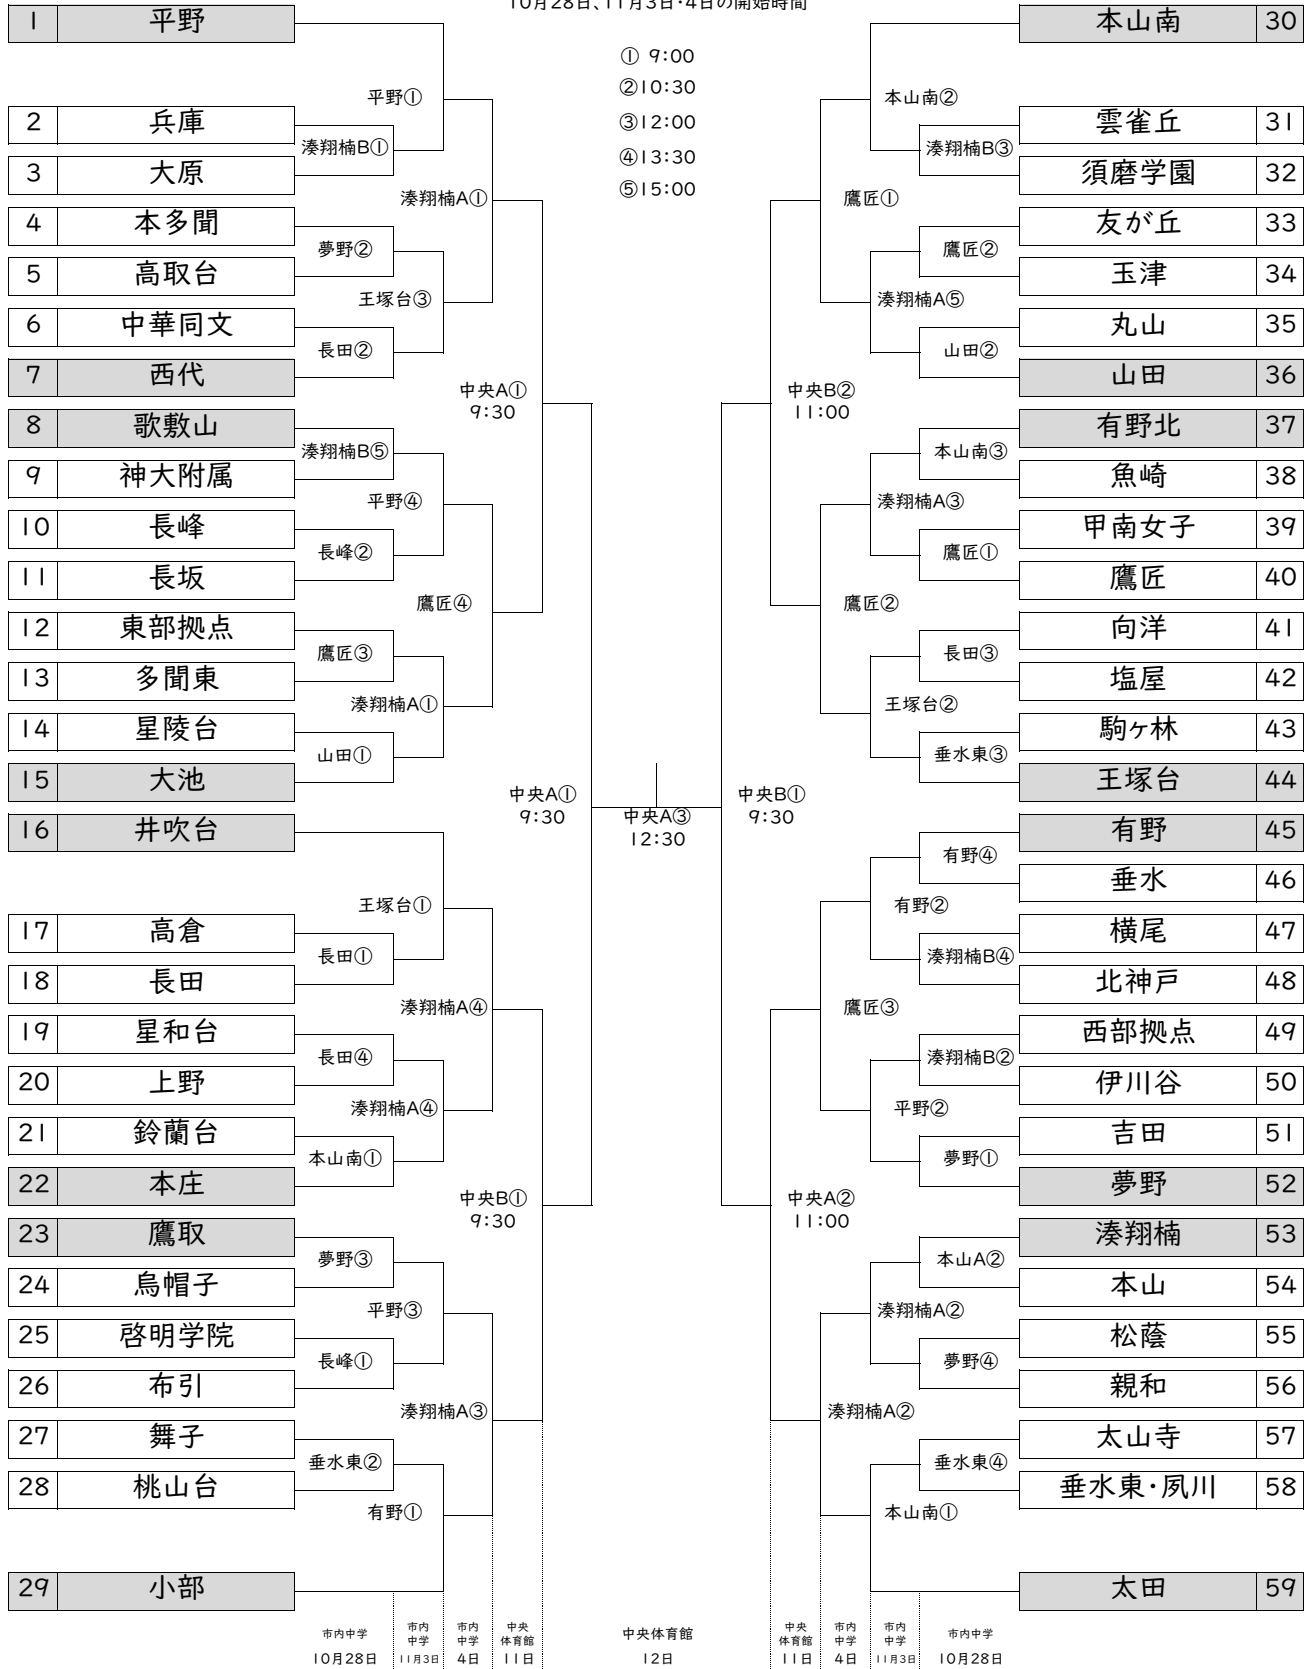 10月28日、11月3日・4日の開始時間
① 9:00
②10:30
③12:00
④13:30
⑤15:00
1 平野
2 兵庫
3 大原
4 本多聞
5 高取台
6 中華同文
7 西代
8 歌敷山
9 神大附属
10 長峰
11 長坂
12 東部拠点
13 多聞東
14 星陵台
15 大池
16 井吹台
17 高倉
18 長田
19 星和台
20 上野
21 鈴蘭台
22 本庄
23 鷹取
24 烏帽子
25 啓明学院
26 布引
27 舞子
28 桃山台
29 小部
平野①
湊翔楠B①
湊翔楠A①
夢野②
王塚台③
長田②
中央A①
9:30
湊翔楠B⑤
平野④
長峰②
鷹匠④
鷹匠③
湊翔楠A①
山田①
中央A①
9:30
王塚台①
長田①
湊翔楠A④
長田④
湊翔楠A④
本山南①
中央B①
9:30
夢野③
平野③
長峰①
湊翔楠A③
垂水東②
有野①
中央A③
12:30
本山南②
湊翔楠B③
鷹匠①
鷹匠②
湊翔楠A⑤
山田②
中央B②
11:00
本山南③
湊翔楠A③
鷹匠①
鷹匠②
長田③
王塚台②
垂水東③
中央B①
9:30
有野④
有野②
湊翔楠B④
鷹匠③
湊翔楠B②
平野②
夢野①
中央A②
11:00
本山A②
湊翔楠A②
夢野④
湊翔楠A②
垂水東④
本山南①
本山南 30
雲雀丘 31
須磨学園 32
友が丘 33
玉津 34
丸山 35
山田 36
有野北 37
魚崎 38
甲南女子 39
鷹匠 40
向洋 41
塩屋 42
駒ヶ林 43
王塚台 44
有野 45
垂水 46
横尾 47
北神戸 48
西部拠点 49
伊川谷 50
吉田 51
夢野 52
湊翔楠 53
本山 54
松蔭 55
親和 56
太山寺 57
垂水東・夙川 58
太田 59
市内中学
10月28日
市内
中学
11月3日
市内
中学
4日
中央
体育館
11日
中央体育館
12日
中央
体育館
11日
市内
中学
4日
市内
中学
11月3日
市内中学
10月28日